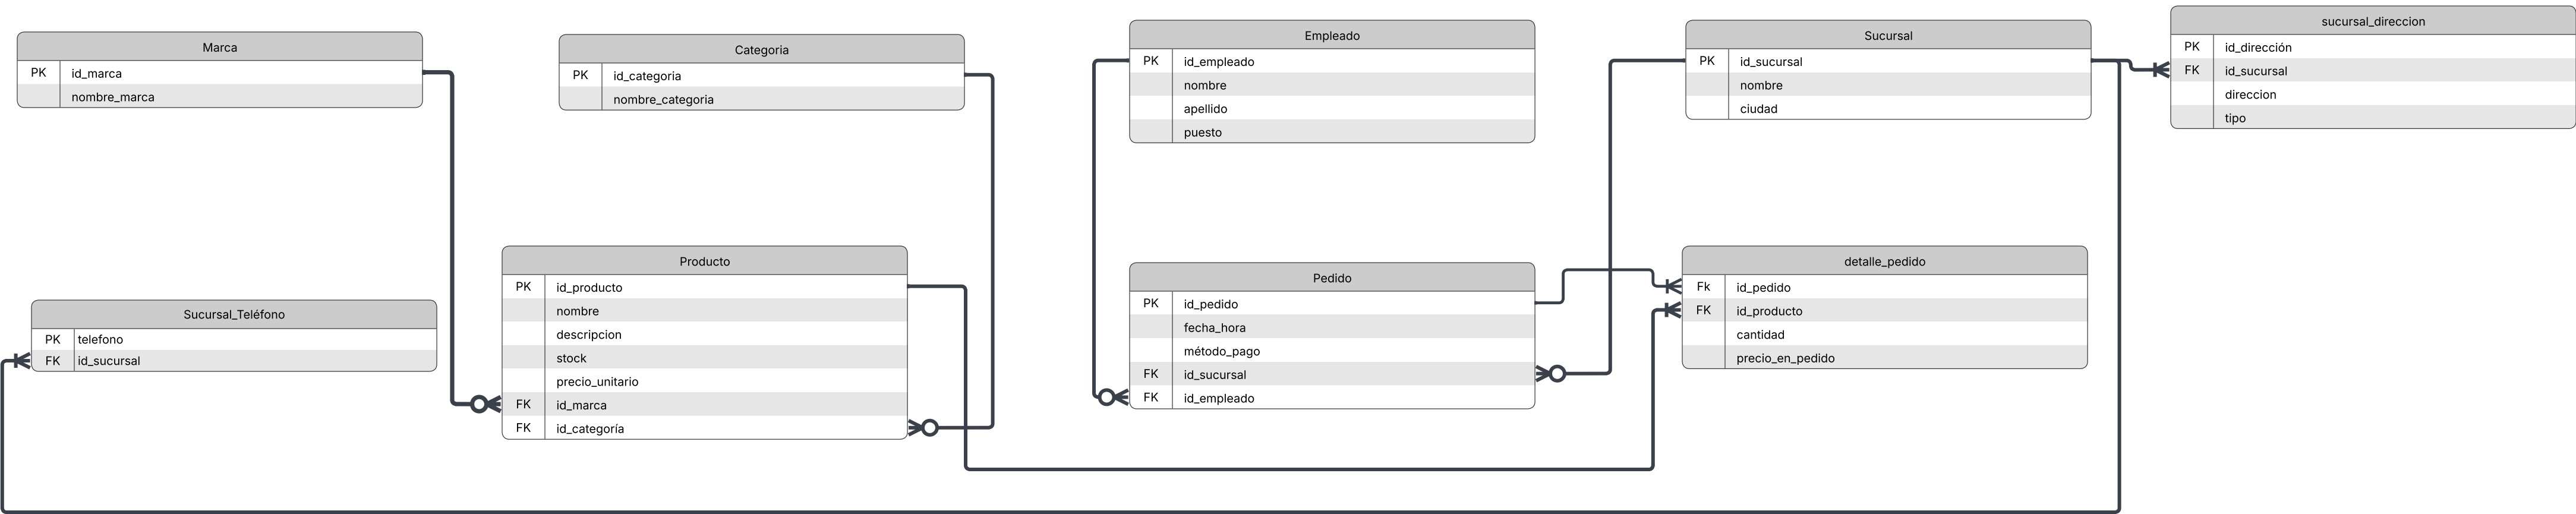 Marca
PK id_marca
nombre_marca
Categoria
PK id_categoria
nombre_categoria
Empleado
PK id_empleado
nombre
apellido
puesto
Sucursal
PK id_sucursal
nombre
ciudad
sucursal_direccion
PK id_dirección
FK id_sucursal
direccion
tipo
Sucursal_Teléfono
PK telefono
FK id_sucursal
Producto
PK id_producto
nombre
descripcion
stock
precio_unitario
FK id_marca
FK id_categoría
Pedido
PK id_pedido
fecha_hora
método_pago
FK id_sucursal
FK id_empleado
detalle_pedido
Fk id_pedido
FK id_producto
cantidad
precio_en_pedido